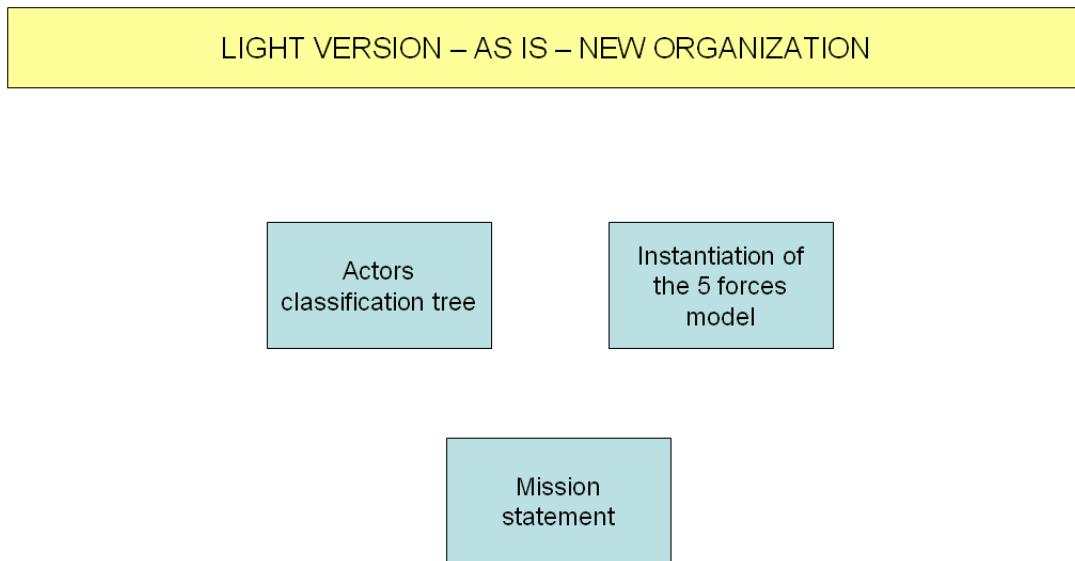 LIGHT VERSION – AS IS – NEW ORGANIZATION
Actors
classification tree
Instantiation of
the 5 forces
model
Mission
statement